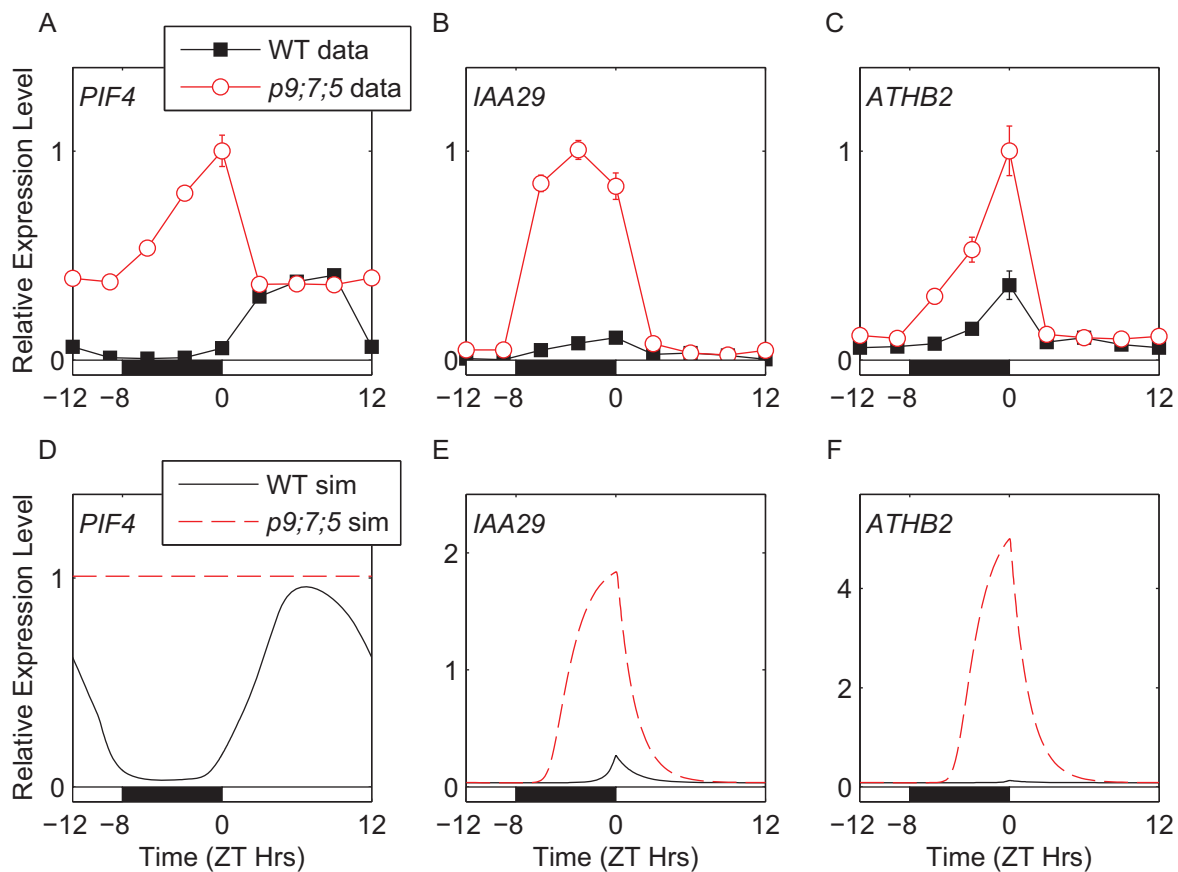 A
WT data
p9;7;5 data
B
C
PIF4
IAA29
ATHB2
Relative Expression Level
1
0
−12 −8 0 12
1
0
−12 −8 0 12
1
0
−12 −8 0 12
D
WT sim
p9;7;5 sim
E
F
PIF4
IAA29
ATHB2
Relative Expression Level
1
0
−12 −8 0 12
Time (ZT Hrs)
2
1
0
−12 −8 0 12
Time (ZT Hrs)
4
2
0
−12 −8 0 12
Time (ZT Hrs)